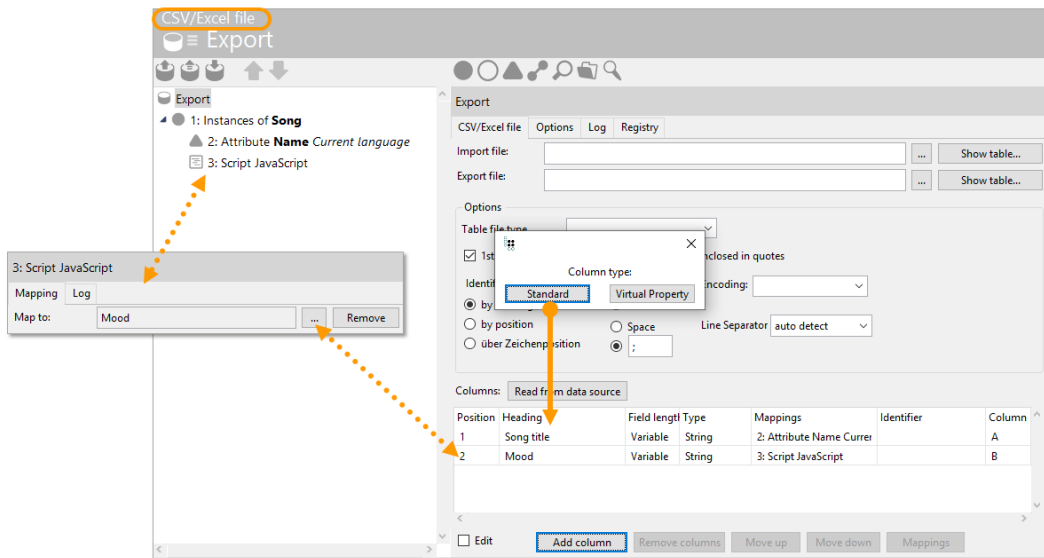 CSV/Excel file
Export
Export
1: Instances of Song
2: Attribute Name Current language
3: Script JavaScript
3: Script JavaScript
Mapping Log
Map to: Mood ... Remove
Export
CSV/Excel file Options Log Registry
Import file: ... Show table...
Export file: ... Show table...
Options
Table file type
1st nclosed in quotes
Column type:
Standard Virtual Property
Identif ncoding:
by
by position Space Line Separator auto detect
über Zeichenposition ;
Columns: Read from data source
Position Heading Field lengtl Type Mappings Identifier Column
1 Song title Variable String 2: Attribute Name Currer A
2 Mood Variable String 3: Script JavaScript B
Edit Add column Remove columns Move up Move down Mappings